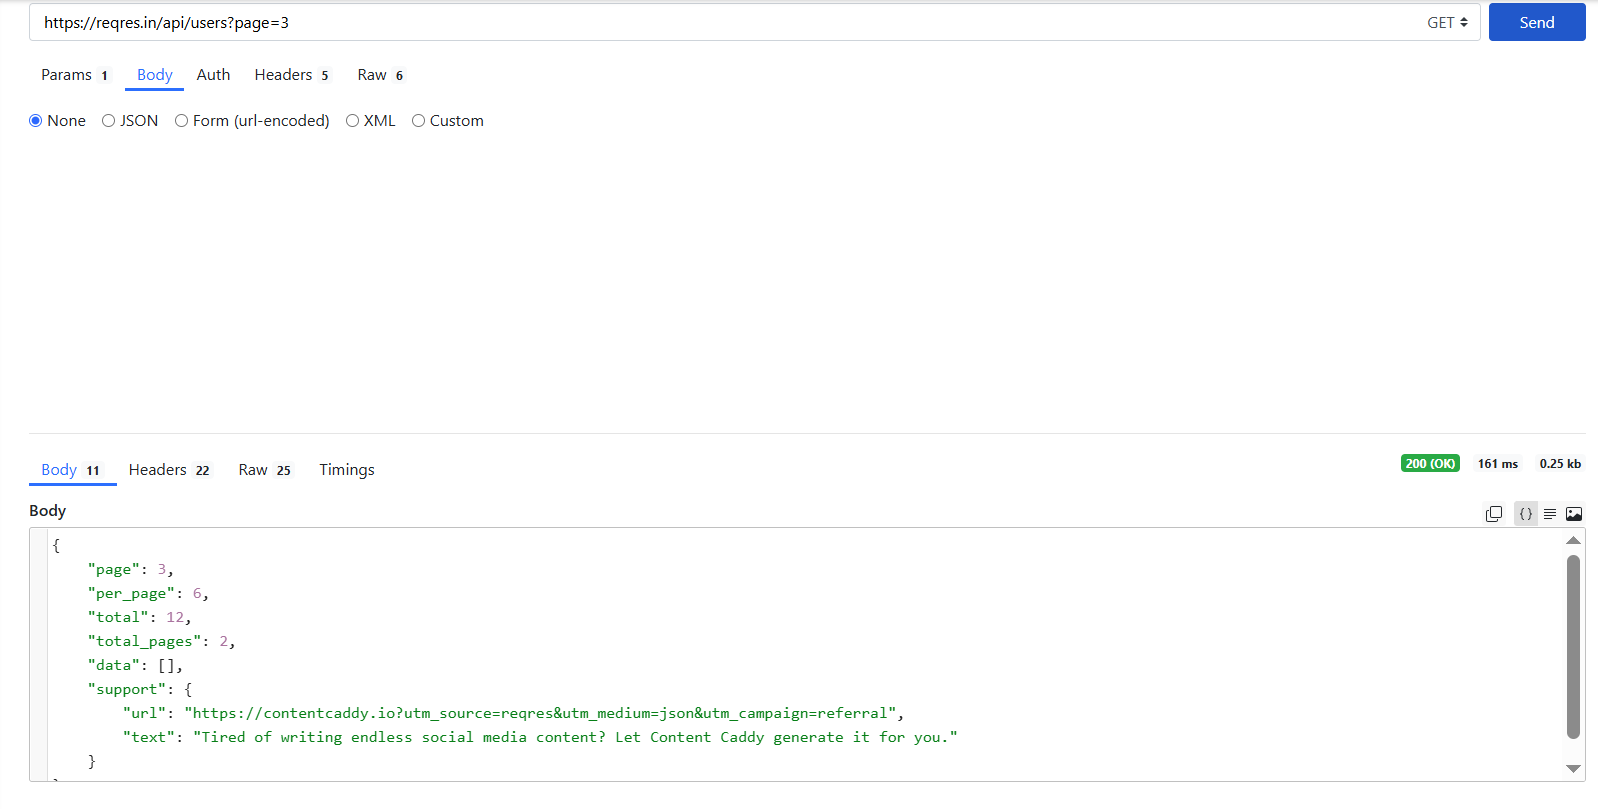 https://reqres.in/api/users?page=3 GET Send
Params 1 Body Auth Headers 5 Raw 6
None JSON Form (url-encoded) XML Custom
Body 11 Headers 22 Raw 25 Timings 200 (OK) 161 ms 0.25 kb
Body {}
{
"page": 3,
"per_page": 6,
"total": 12,
"total_pages": 2,
"data": [],
"support": {
"url": "https://contentcaddy.io?utm_source=reqres&utm_medium=json&utm_campaign=referral",
"text": "Tired of writing endless social media content? Let Content Caddy generate it for you."
}